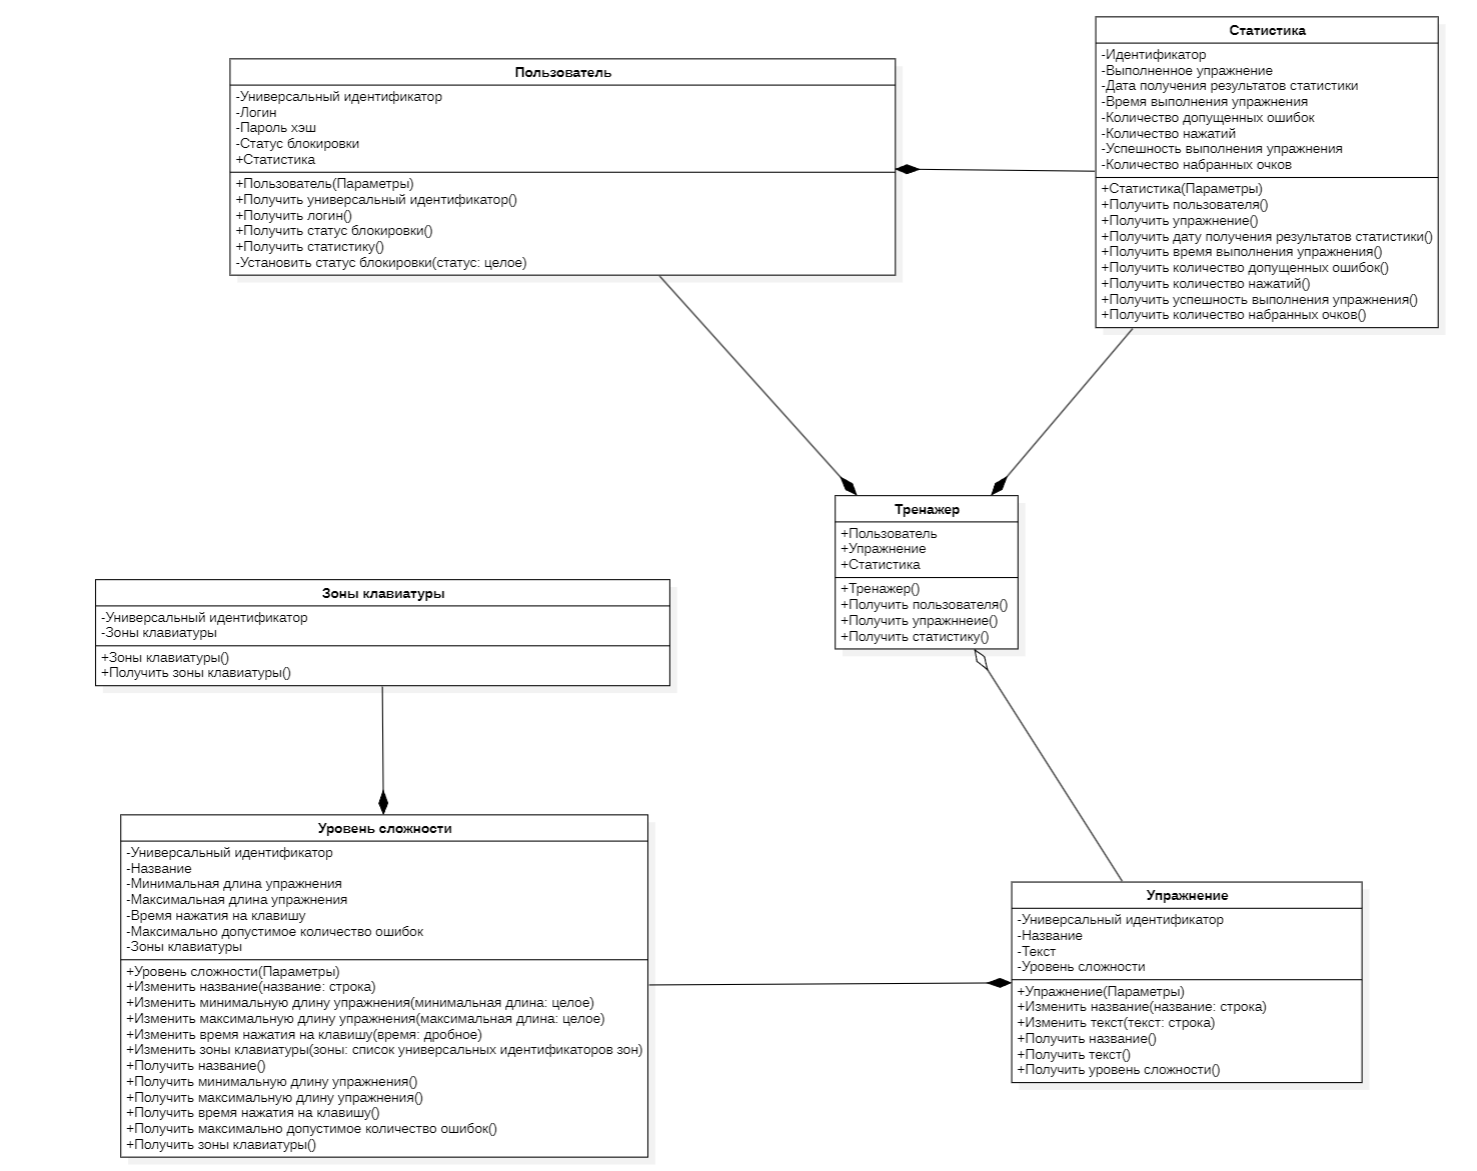 Пользователь
-Универсальный идентификатор
-Логин
-Пароль хэш
-Статус блокировки
+Статистика
+Пользователь(Параметры)
+Получить универсальный идентификатор()
+Получить логин()
+Получить статус блокировки()
+Получить статистику()
-Установить статус блокировки(статус: целое)
Статистика
-Идентификатор
-Выполненное упражнение
-Дата получения результатов статистики
-Время выполнения упражнения
-Количество допущенных ошибок
-Количество нажатий
-Успешность выполнения упражнения
-Количество набранных очков
+Статистика(Параметры)
+Получить пользователя()
+Получить упражнение()
+Получить дату получения результатов статистики()
+Получить время выполнения упражнения()
+Получить количество допущенных ошибок()
+Получить количество нажатий()
+Получить успешность выполнения упражнения()
+Получить количество набранных очков()
Тренажер
+Пользователь
+Упражнение
+Статистика
+Тренажер()
+Получить пользователя()
+Получить упражннеие()
+Получить статистику()
Зоны клавиатуры
-Универсальный идентификатор
-Зоны клавиатуры
+Зоны клавиатуры()
+Получить зоны клавиатуры()
Уровень сложности
-Универсальный идентификатор
-Название
-Минимальная длина упражнения
-Максимальная длина упражнения
-Время нажатия на клавишу
-Максимально допустимое количество ошибок
-Зоны клавиатуры
+Уровень сложности(Параметры)
+Изменить название(название: строка)
+Изменить минимальную длину упражнения(минимальная длина: целое)
+Изменить максимальную длину упражнения(максимальная длина: целое)
+Изменить время нажатия на клавишу(время: дробное)
+Изменить зоны клавиатуры(зоны: список универсальных идентификаторов зон)
+Получить название()
+Получить минимальную длину упражнения()
+Получить максимальную длину упражнения()
+Получить время нажатия на клавишу()
+Получить максимально допустимое количество ошибок()
+Получить зоны клавиатуры()
Упражнение
-Универсальный идентификатор
-Название
-Текст
-Уровень сложности
+Упражнение(Параметры)
+Изменить название(название: строка)
+Изменить текст(текст: строка)
+Получить название()
+Получить текст()
+Получить уровень сложности()